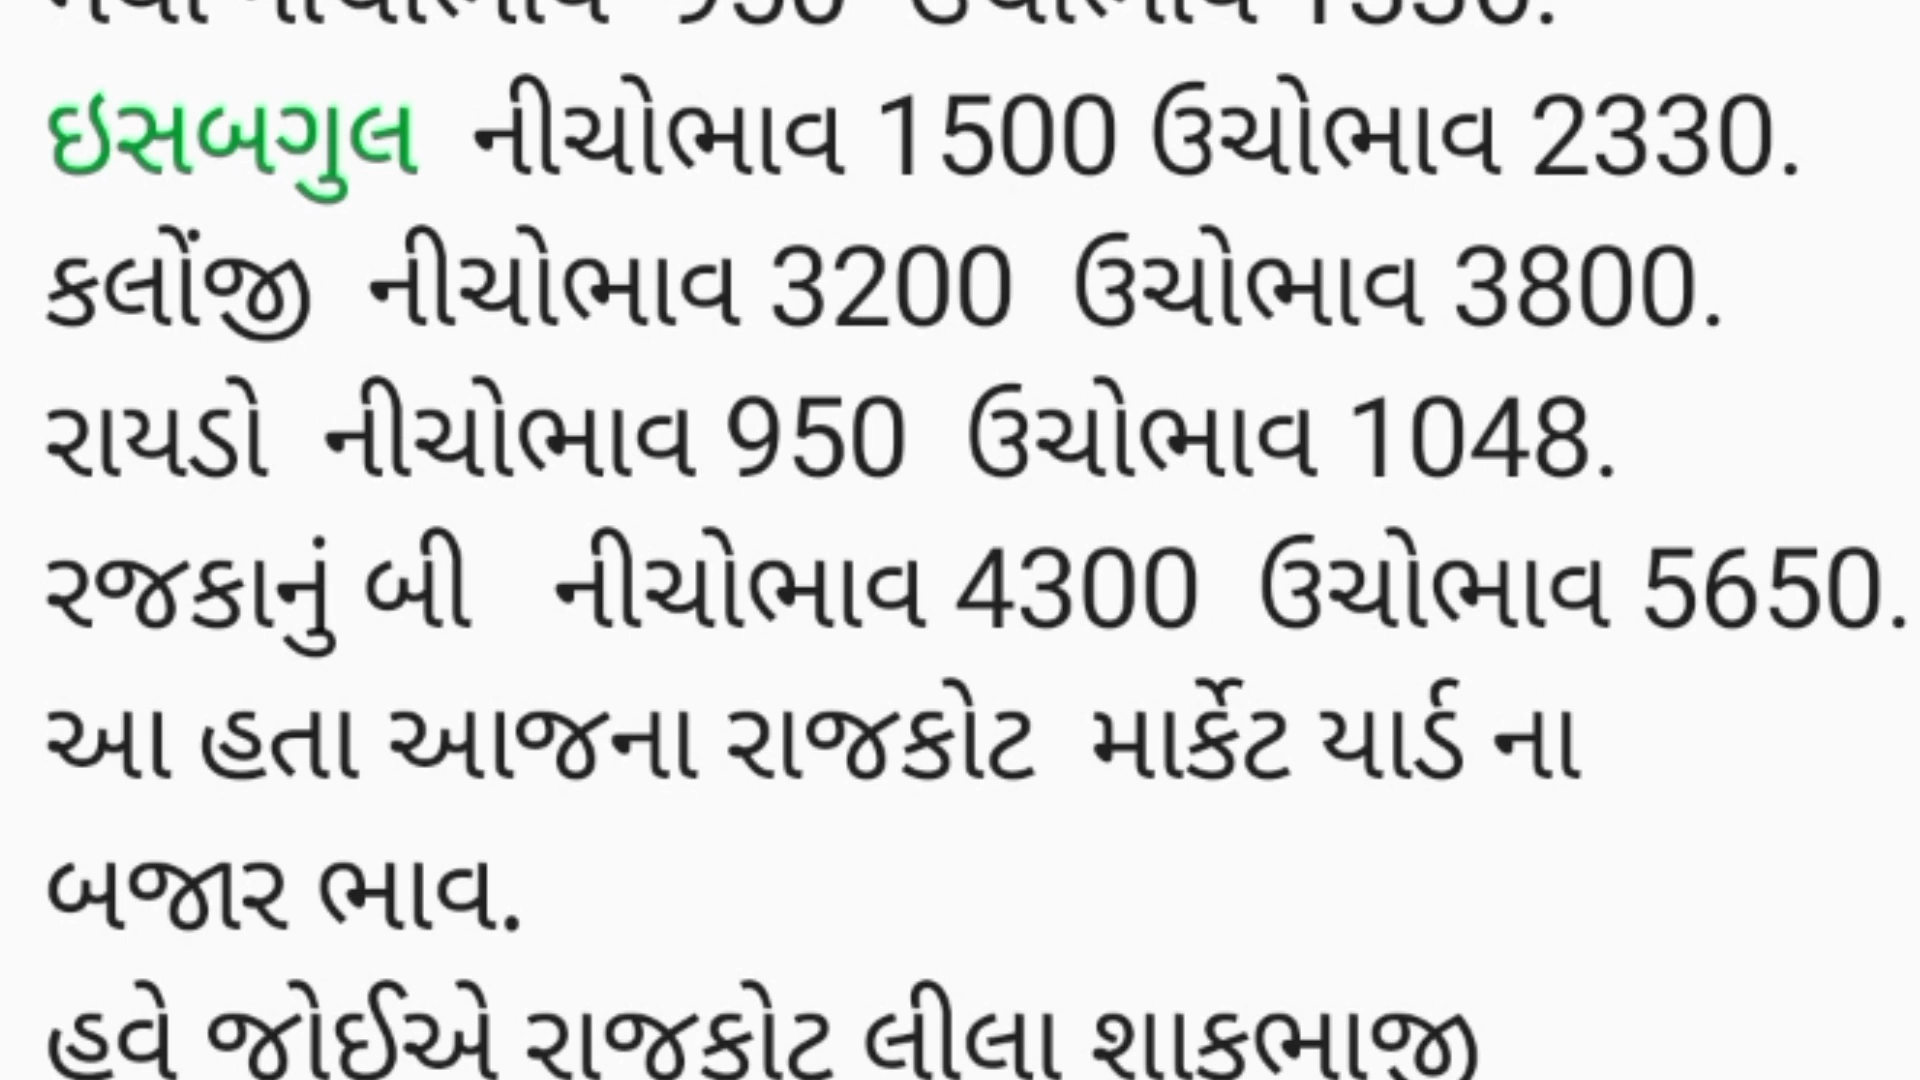 ઇસબગુલ નીચોભાવ 1500 ઉચોભાવ 2330.
કલોંજી નીચોભાવ 3200 ઉચોભાવ 3800.
રાયડો નીચોભાવ 950 ઉચોભાવ 1048.
રજકાનું બી નીચોભાવ 4300 ઉચોભાવ 5650.
આ હતા આજના રાજકોટ માર્કેટ યાર્ડ ના
બજાર ભાવ.
હવે જોઈએ રાજકોટ લીલા શાકભાજી